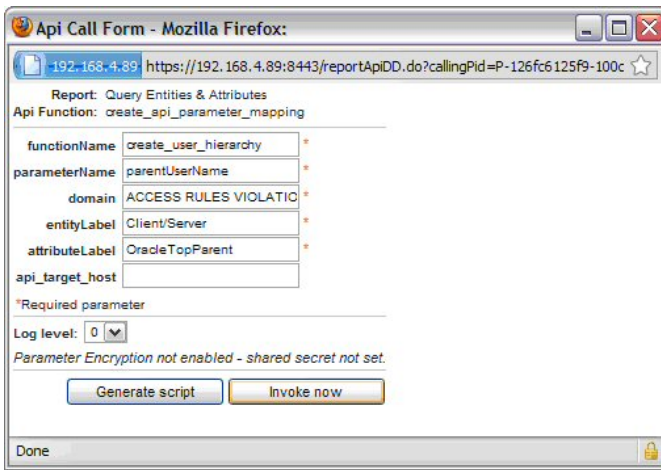 Api Call Form - Mozilla Firefox:
192.168.4.89 https://192.168.4.89:8443/reportApiDD.do?callingPid=P-126fc6125f9-100c
Report: Query Entities & Attributes
Api Function: create_api_parameter_mapping
functionName create_user_hierarchy *
parameterName parentUserName *
domain ACCESS RULES VIOLATIC *
entityLabel Client/Server *
attributeLabel OracleTopParent *
api_target_host
*Required parameter
Log level: 0
Parameter Encryption not enabled - shared secret not set.
Generate script Invoke now
Done